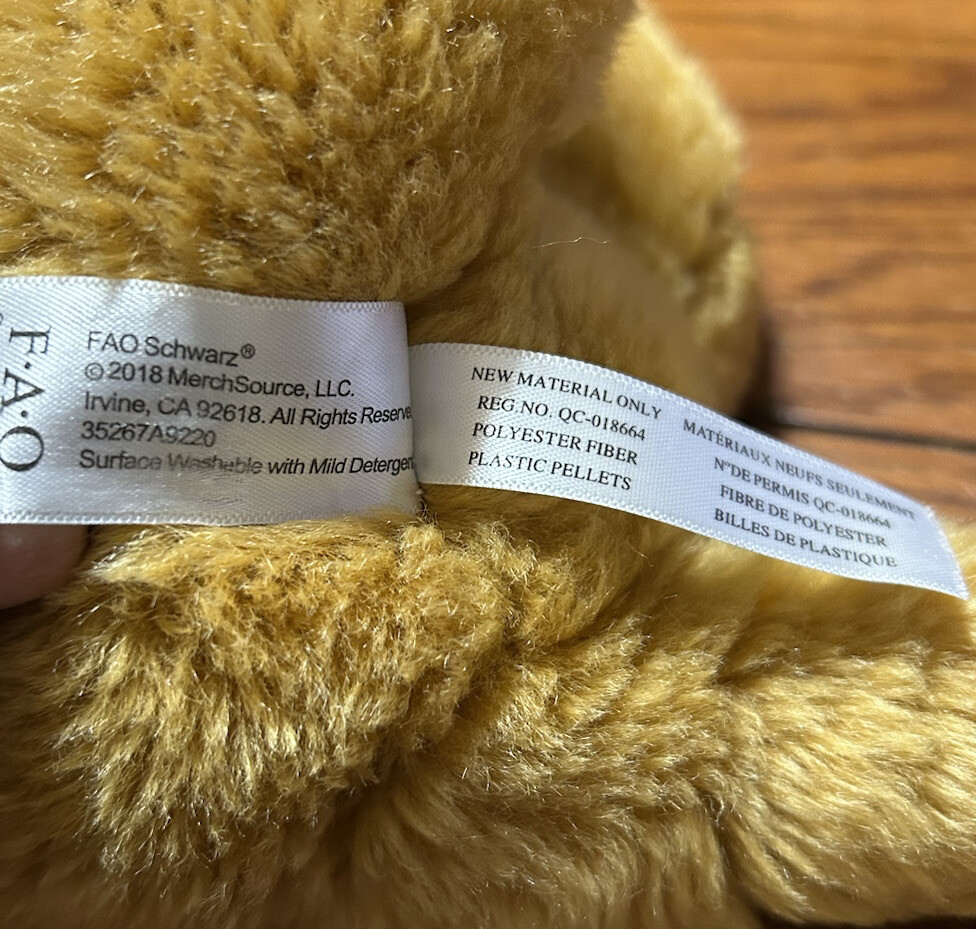 F·A·O
FAO Schwarz®
©2018 MerchSource, LLC.
Irvine, CA 92618. All Rights Reserve
35267A9220
Surface Washable with Mild Detergen
NEW MATERIAL ONLY
REG.NO. QC-018664
POLYESTER FIBER
PLASTIC PELLETS
MATÉRIAUX NEUFS SEULEMENT
N°DE PERMIS QC-018664
FIBRE DE POLYESTER
BILLES DE PLASTIQUE